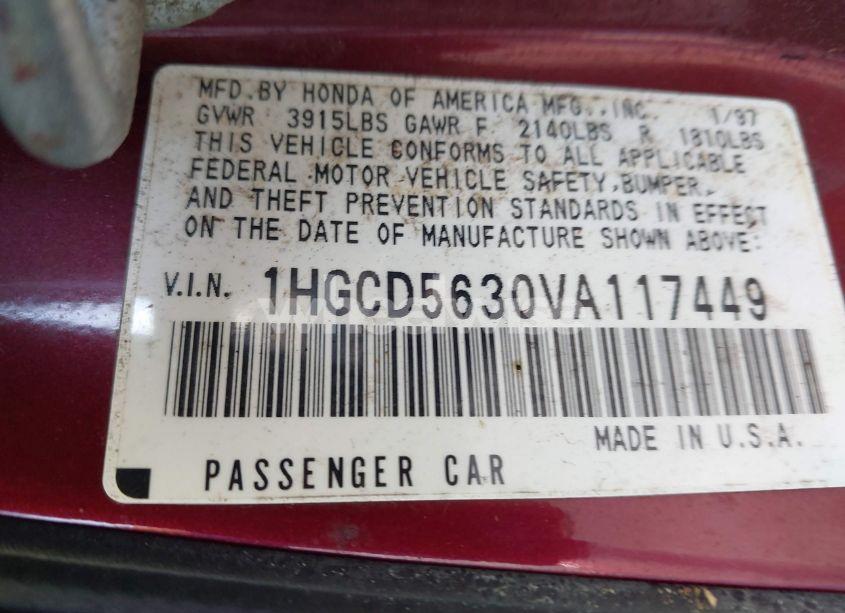 MFD.BY HONDA OF AMERICA MFG.,INC. 1/97
GVWR 3915LBS GAWR F 2140LBS R 1810LBS
THIS VEHICLE CONFORMS TO ALL APPLICABLE
FEDERAL MOTOR VEHICLE SAFETY,BUMPER,
AND THEFT PREVENTION STANDARDS IN EFFECT
ON THE DATE OF MANUFACTURE SHOWN ABOVE:
V.I.N. 1HGCD5630VA117449
MADE IN U.S.A.
PASSENGER CAR